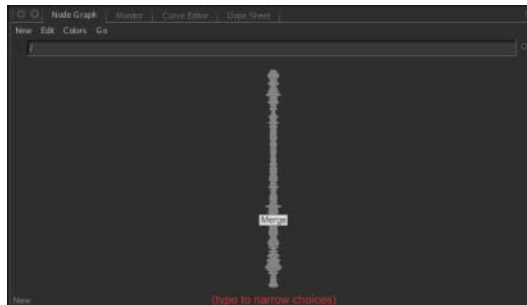 Node Graph Monitor Curve Editor Dope Sheet
New Edit Colors Go
/
Merge
New (type to narrow choices)